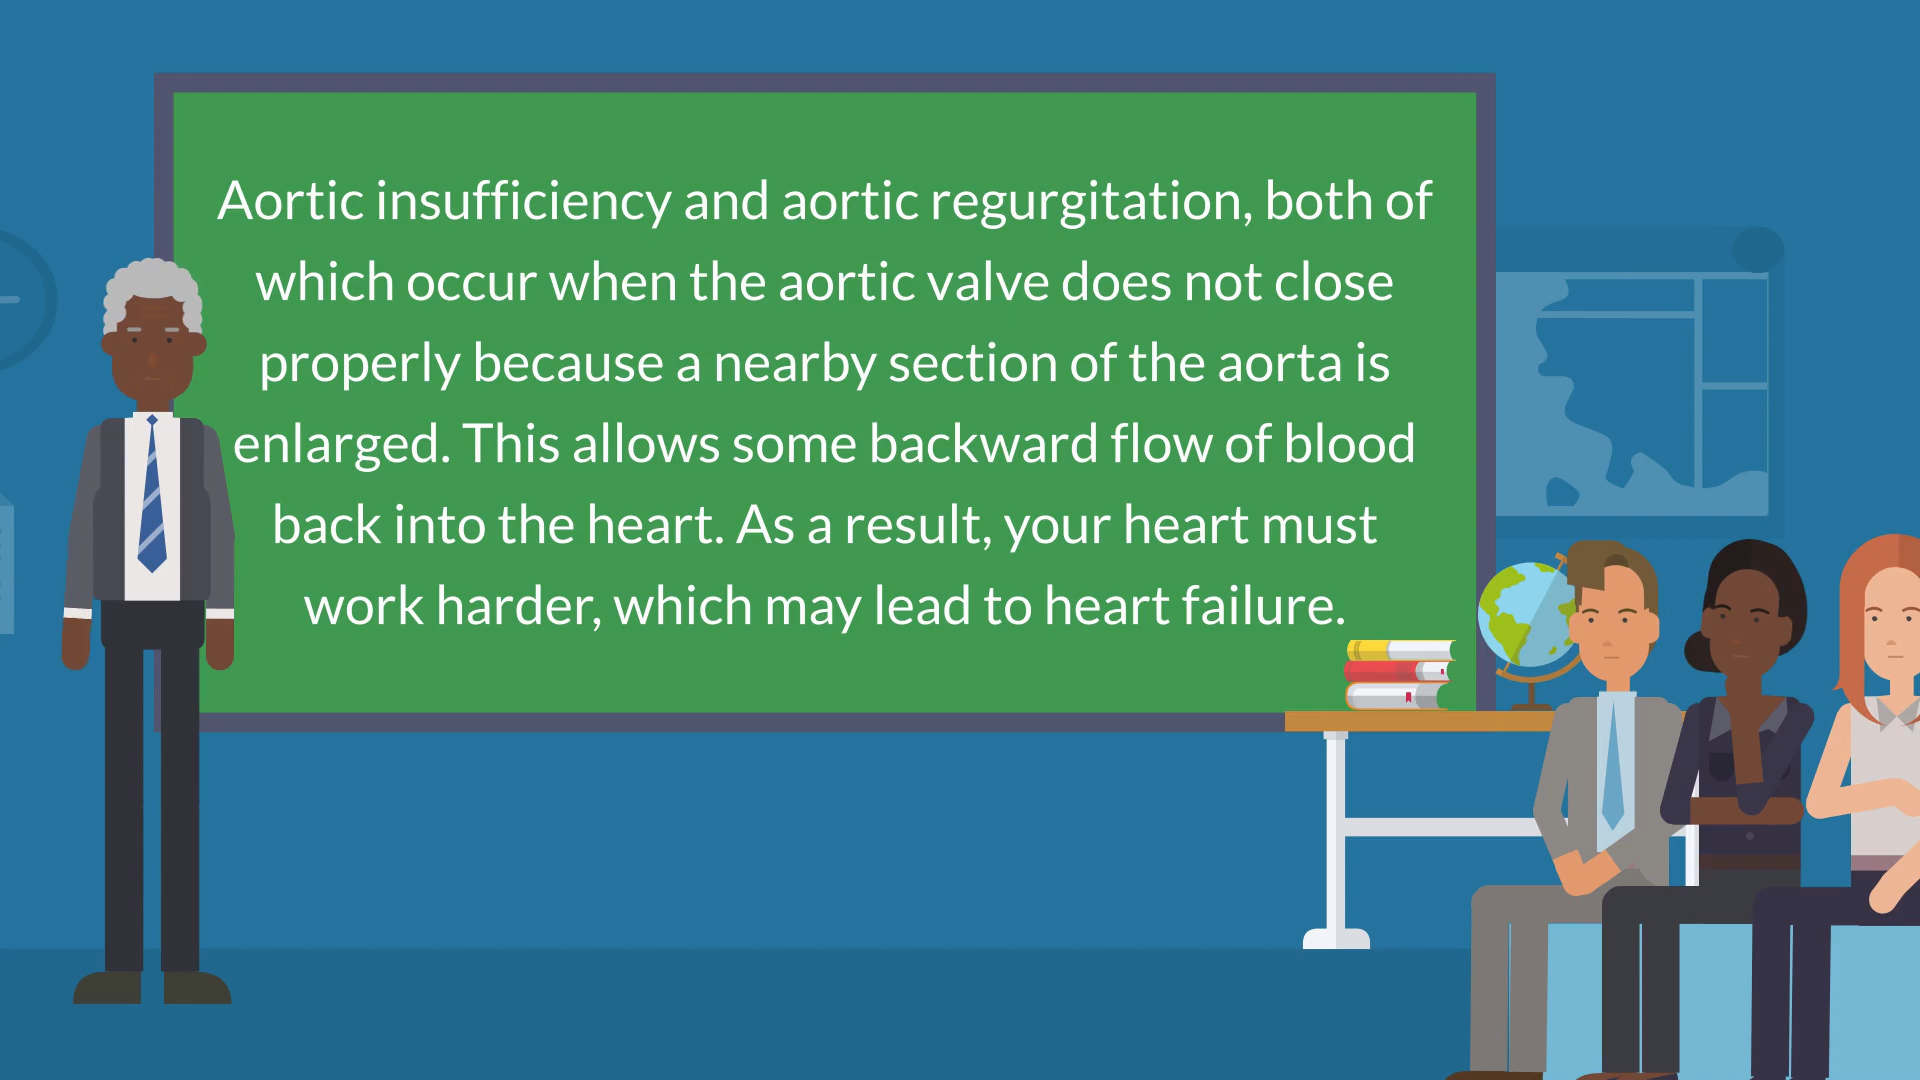 Aortic insufficiency and aortic regurgitation, both of
which occur when the aortic valve does not close
properly because a nearby section of the aorta is
enlarged. This allows some backward flow of blood
back into the heart. As a result, your heart must
work harder, which may lead to heart failure.